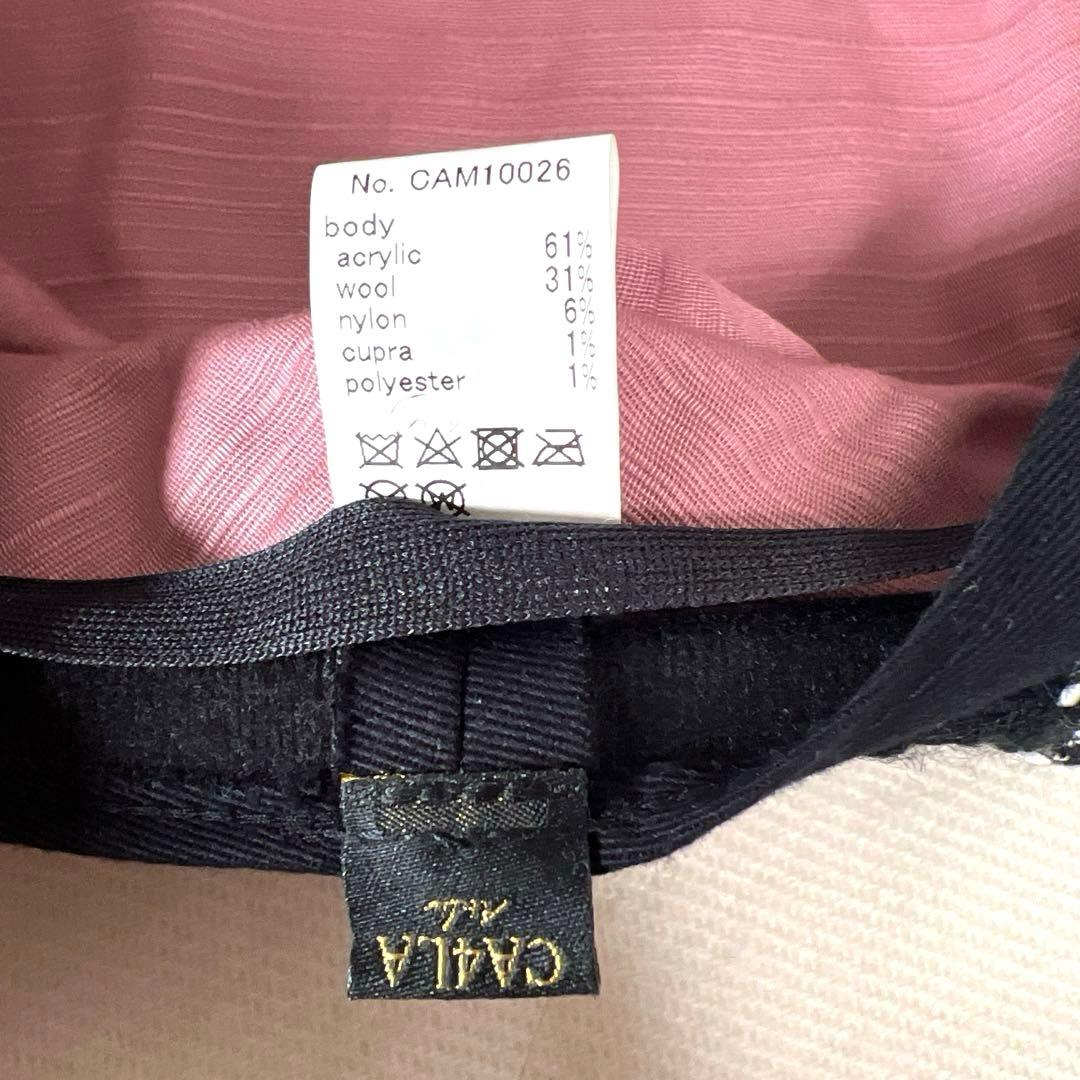 No. CAM10026
body
acrylic 61%
wool 31%
nylon 6%
cupra 1%
polyester 1%
CA4LA